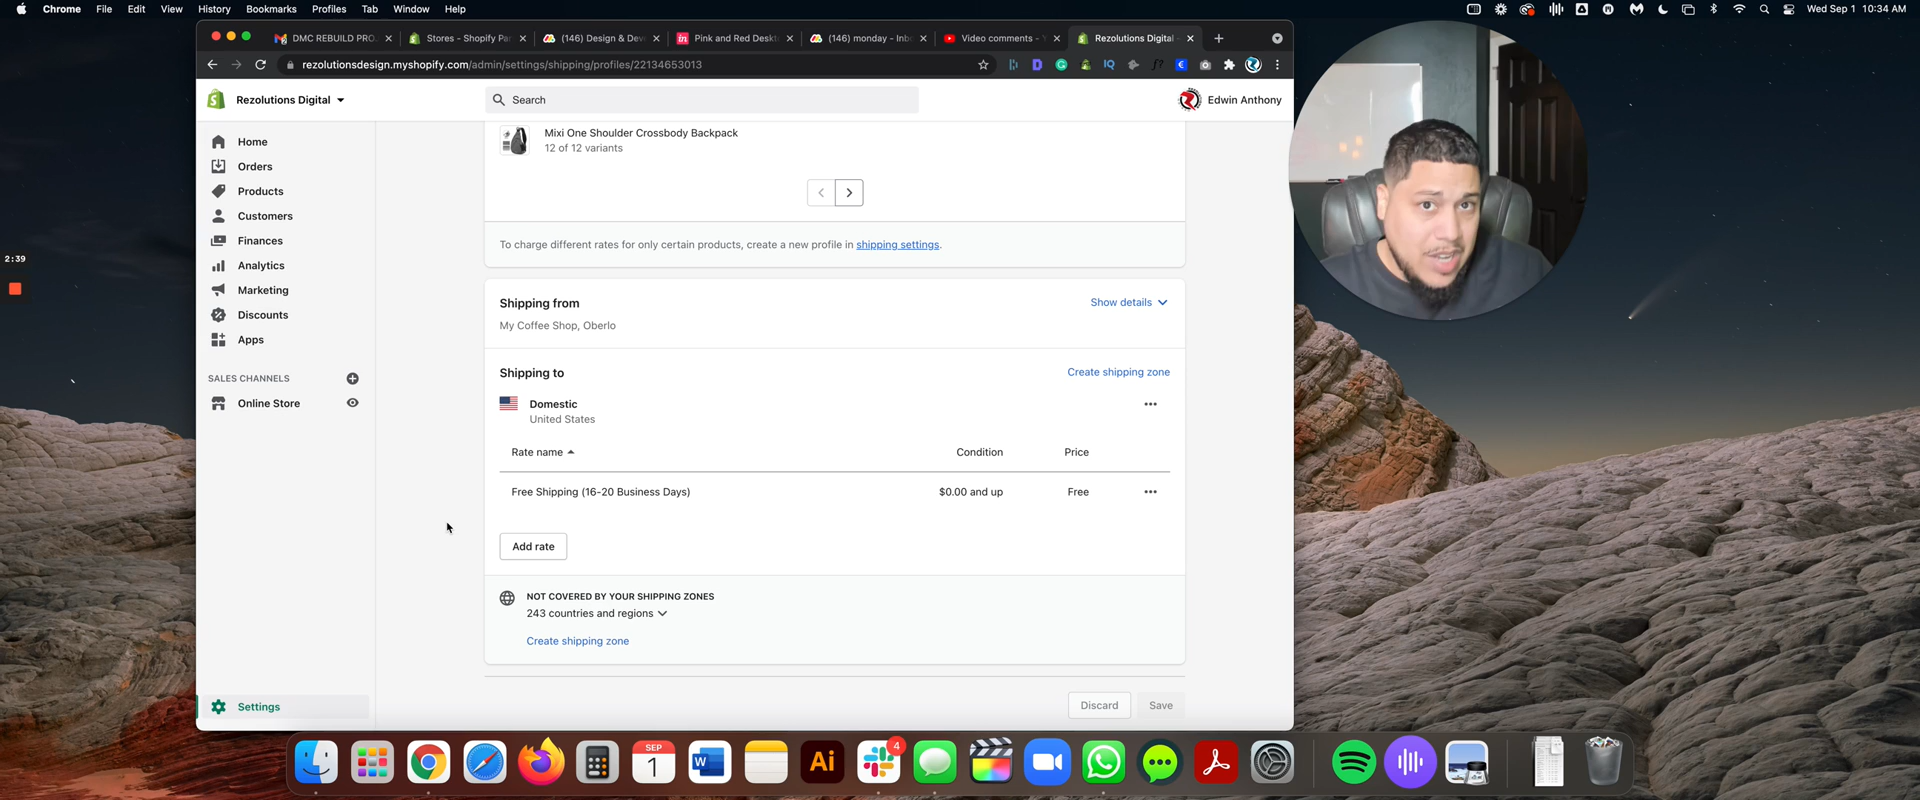 Chrome File Edit View History Bookmarks Profiles Tab Window Help
Wed Sep 1 10:34 AM
DMC REBUILD PRO
Stores - Shopify Par
(146) Design & Dev
Pink and Red Deskt
(146) monday - Inb
Video comments - Y
Rezolutions Digital
rezolutionsdesign.myshopify.com/admin/settings/shipping/profiles/22134653013
Rezolutions Digital
Search
Edwin Anthony
Home
Orders
Products
Customers
Finances
Analytics
Marketing
Discounts
Apps
SALES CHANNELS
Online Store
Settings
2:39
Mixi One Shoulder Crossbody Backpack
12 of 12 variants
To charge different rates for only certain products, create a new profile in shipping settings.
Shipping from
Show details
My Coffee Shop, Oberlo
Shipping to
Create shipping zone
Domestic
United States
Rate name Condition Price
Free Shipping (16-20 Business Days) $0.00 and up Free
Add rate
NOT COVERED BY YOUR SHIPPING ZONES
243 countries and regions
Create shipping zone
Discard
Save
SEP
1
W
Ai
4